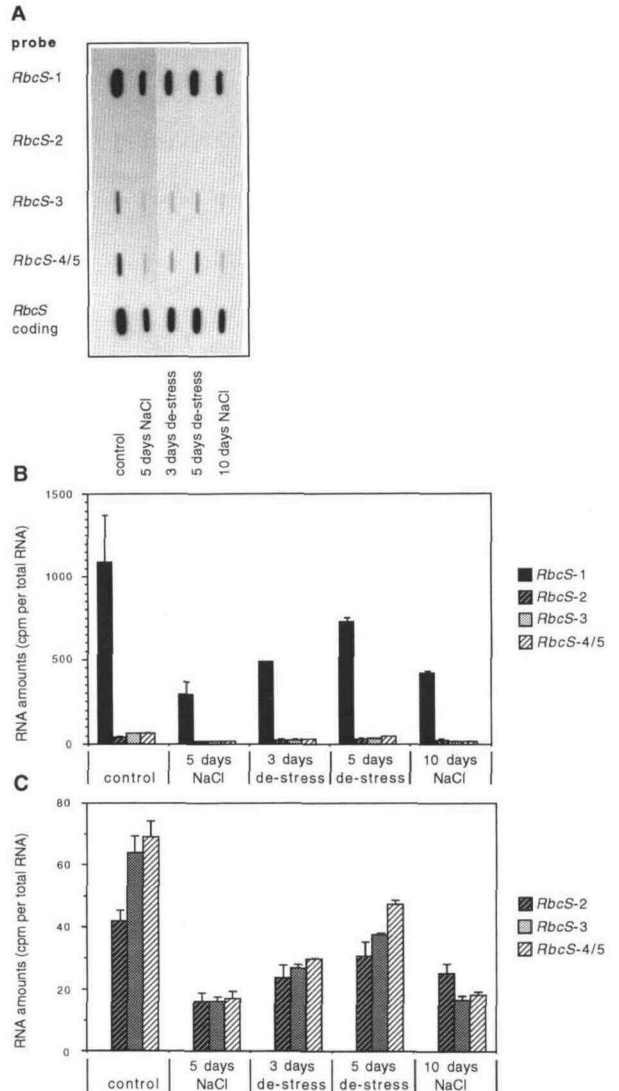 A
probe
RbcS-1
RbcS-2
RbcS-3
RbcS-4/5
RbcS
coding
control
5 days NaCl
3 days de-stress
5 days de-stress
10 days NaCl
B
RNA amounts (cpm per total RNA)
1500
1000
500
0
RbcS-1
RbcS-2
RbcS-3
RbcS-4/5
control
5 days
NaCl
3 days
de-stress
5 days
de-stress
10 days
NaCl
C
RNA amounts (cpm per total RNA)
80
60
40
20
0
RbcS-2
RbcS-3
RbcS-4/5
control
5 days
NaCl
3 days
de-stress
5 days
de-stress
10 days
NaCl